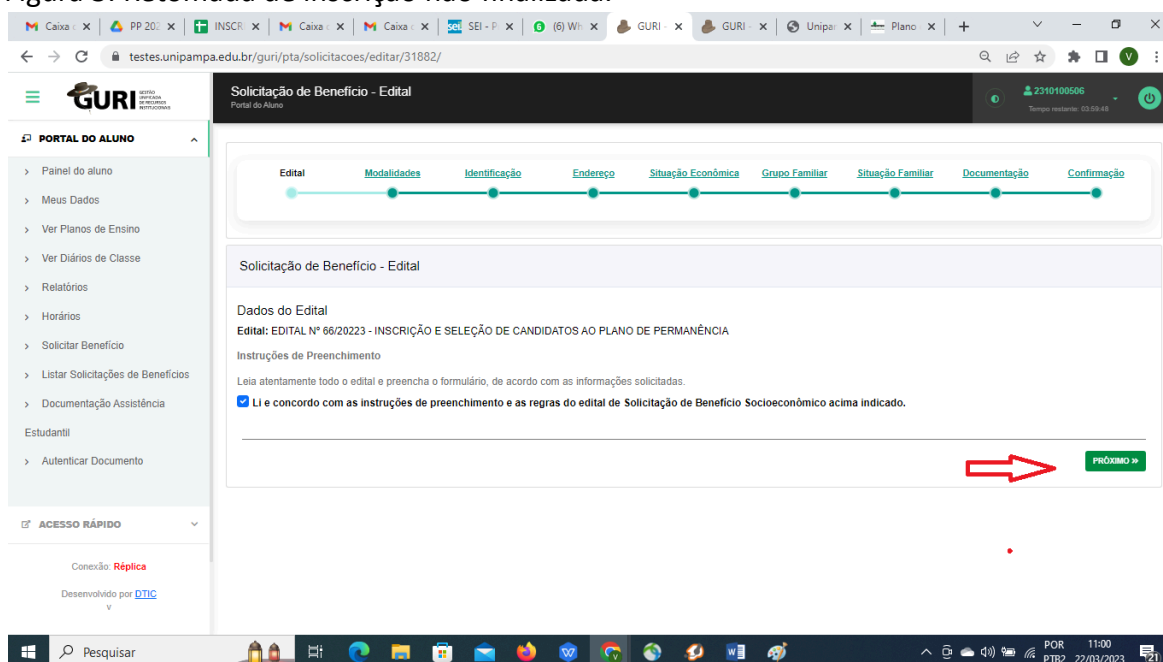 Figura 3: Retomada de inscrição não finalizada.
Caixa PP 202 INSCR Caixa Caixa SEI - P (6) Wh GURI - GURI - Unipar Plano
testes.unipampa.edu.br/guri/pta/solicitacoes/editar/31882/
V
GURI
Solicitação de Benefício - Edital
Portal do Aluno
2310100506
Tempo restante: 03:59:48
PORTAL DO ALUNO
Painel do aluno
Meus Dados
Ver Planos de Ensino
Ver Diários de Classe
Relatórios
Horários
Solicitar Benefício
Listar Solicitações de Benefícios
Documentação Assistência
Estudantil
Autenticar Documento
ACESSO RÁPIDO
Conexão: Réplica
Desenvolvido por DTIC
v
Edital Modalidades Identificação Endereço Situação Econômica Grupo Familiar Situação Familiar Documentação Confirmação
Solicitação de Benefício - Edital
Dados do Edital
Edital: EDITAL Nº 66/20223 - INSCRIÇÃO E SELEÇÃO DE CANDIDATOS AO PLANO DE PERMANÊNCIA
Instruções de Preenchimento
Leia atentamente todo o edital e preencha o formulário, de acordo com as informações solicitadas.
Li e concordo com as instruções de preenchimento e as regras do edital de Solicitação de Benefício Socioeconômico acima indicado.
PRÓXIMO »
Pesquisar
POR 11:00
PTB2 22/03/2023
21